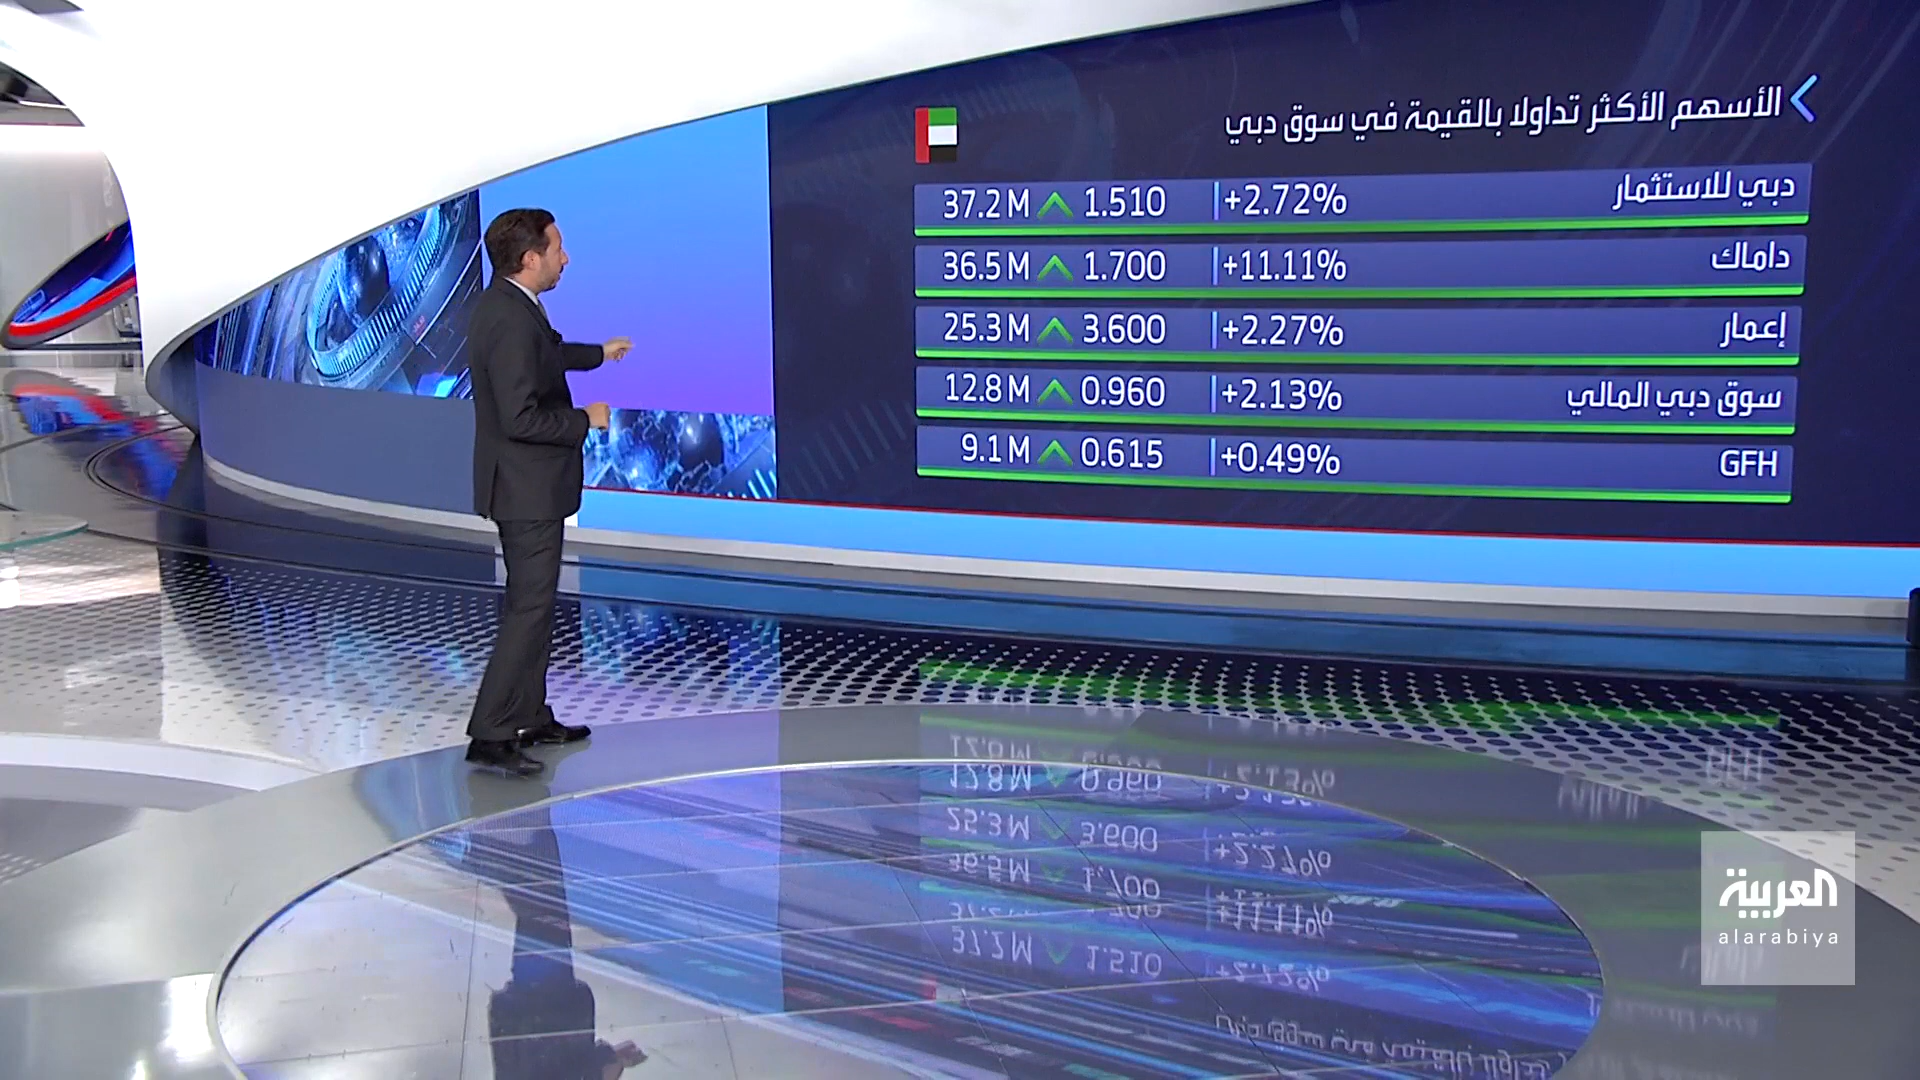 الأسهم الأكثر تداولا بالقيمة في سوق دبي
دبي للاستثمار +2.72% 1.510 37.2 M
داماك +11.11% 1.700 36.5 M
إعمار +2.27% 3.600 25.3 M
سوق دبي المالي +2.13% 0.960 12.8 M
GFH +0.49% 0.615 9.1 M
العربية
alarabiya